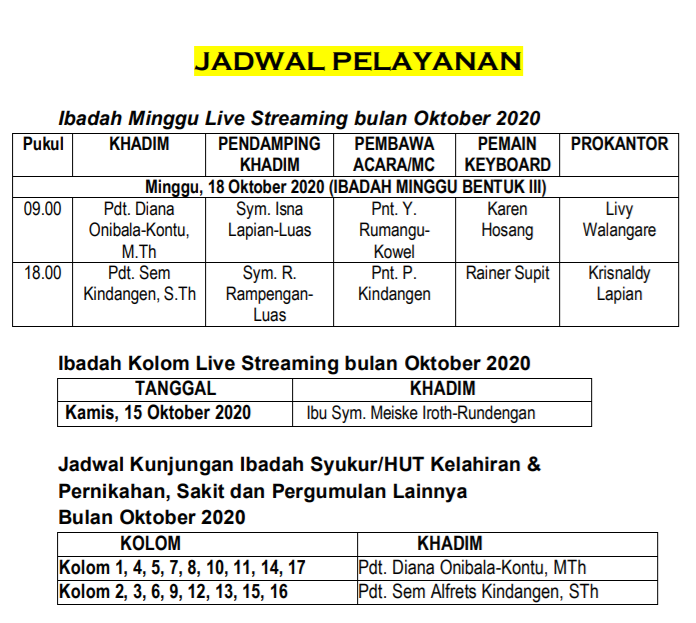 JADWAL PELAYANAN
Ibadah Minggu Live Streaming bulan Oktober 2020
Pukul KHADIM PENDAMPING KHADIM PEMBAWA ACARA/MC PEMAIN KEYBOARD PROKANTOR
Minggu, 18 Oktober 2020 (IBADAH MINGGU BENTUK III)
09.00 Pdt. Diana Onibala-Kontu, M.Th Sym. Isna Lapian-Luas Pnt. Y. Rumangu-Kowel Karen Hosang Livy Walangare
18.00 Pdt. Sem Kindangen, S.Th Sym. R. Rampengan-Luas Pnt. P. Kindangen Rainer Supit Krisnaldy Lapian
Ibadah Kolom Live Streaming bulan Oktober 2020
TANGGAL KHADIM
Kamis, 15 Oktober 2020 Ibu Sym. Meiske Iroth-Rundengan
Jadwal Kunjungan Ibadah Syukur/HUT Kelahiran &
Pernikahan, Sakit dan Pergumulan Lainnya
Bulan Oktober 2020
KOLOM KHADIM
Kolom 1, 4, 5, 7, 8, 10, 11, 14, 17 Pdt. Diana Onibala-Kontu, MTh
Kolom 2, 3, 6, 9, 12, 13, 15, 16 Pdt. Sem Alfrets Kindangen, STh